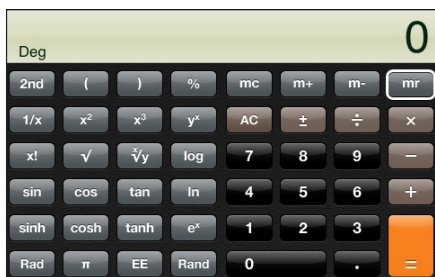 0
Deg
2nd ( ) % mc m+ m- mr
1/x x² x³ yˣ AC ± ÷ ×
x! √ ˣ√y log 7 8 9 −
sin cos tan ln 4 5 6 +
sinh cosh tanh eˣ 1 2 3
Rad π EE Rand 0 . =